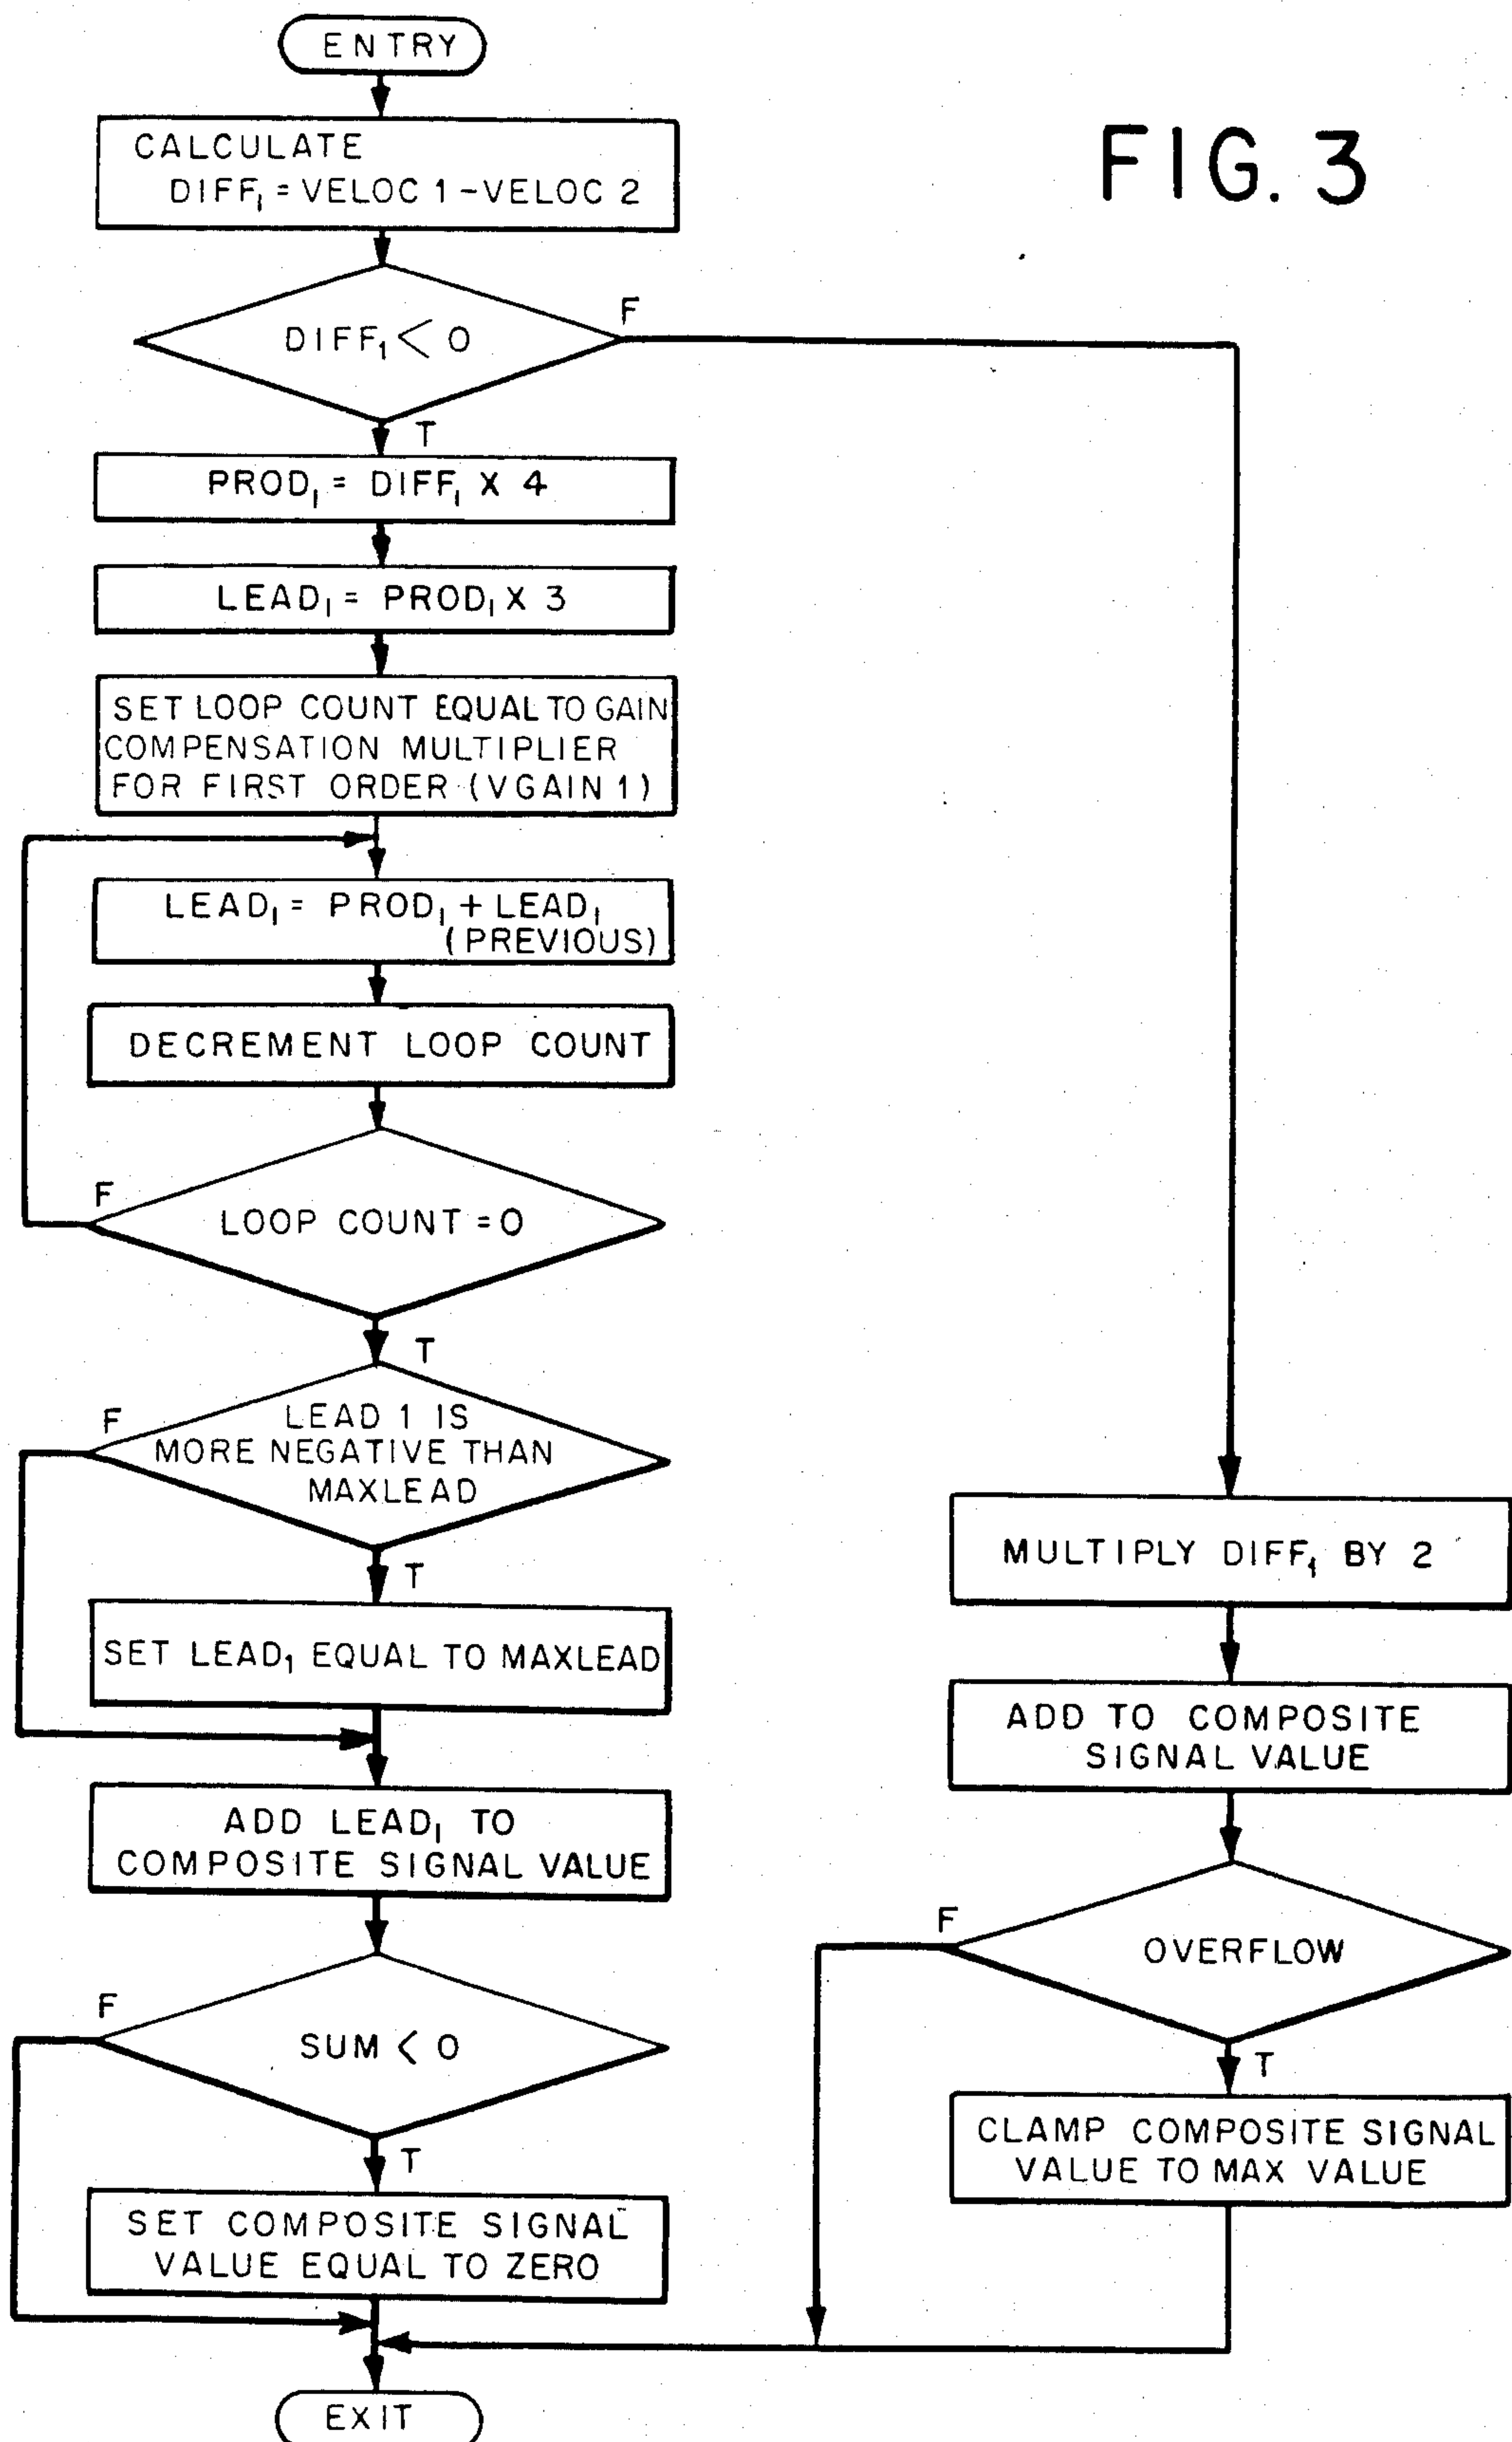 ENTRY
FIG. 3
CALCULATE
DIFF₁ = VELOC 1 - VELOC 2
DIFF₁ < 0
F
T
PROD₁ = DIFF₁ X 4
LEAD₁ = PROD₁ X 3
SET LOOP COUNT EQUAL TO GAIN
COMPENSATION MULTIPLIER
FOR FIRST ORDER (VGAIN 1)
LEAD₁ = PROD₁ + LEAD₁
(PREVIOUS)
DECREMENT LOOP COUNT
F
LOOP COUNT = 0
T
F
LEAD 1 IS
MORE NEGATIVE THAN
MAXLEAD
T
SET LEAD₁ EQUAL TO MAXLEAD
ADD LEAD₁ TO
COMPOSITE SIGNAL VALUE
F
SUM < 0
T
SET COMPOSITE SIGNAL
VALUE EQUAL TO ZERO
MULTIPLY DIFF₁ BY 2
ADD TO COMPOSITE
SIGNAL VALUE
F
OVERFLOW
T
CLAMP COMPOSITE SIGNAL
VALUE TO MAX VALUE
EXIT